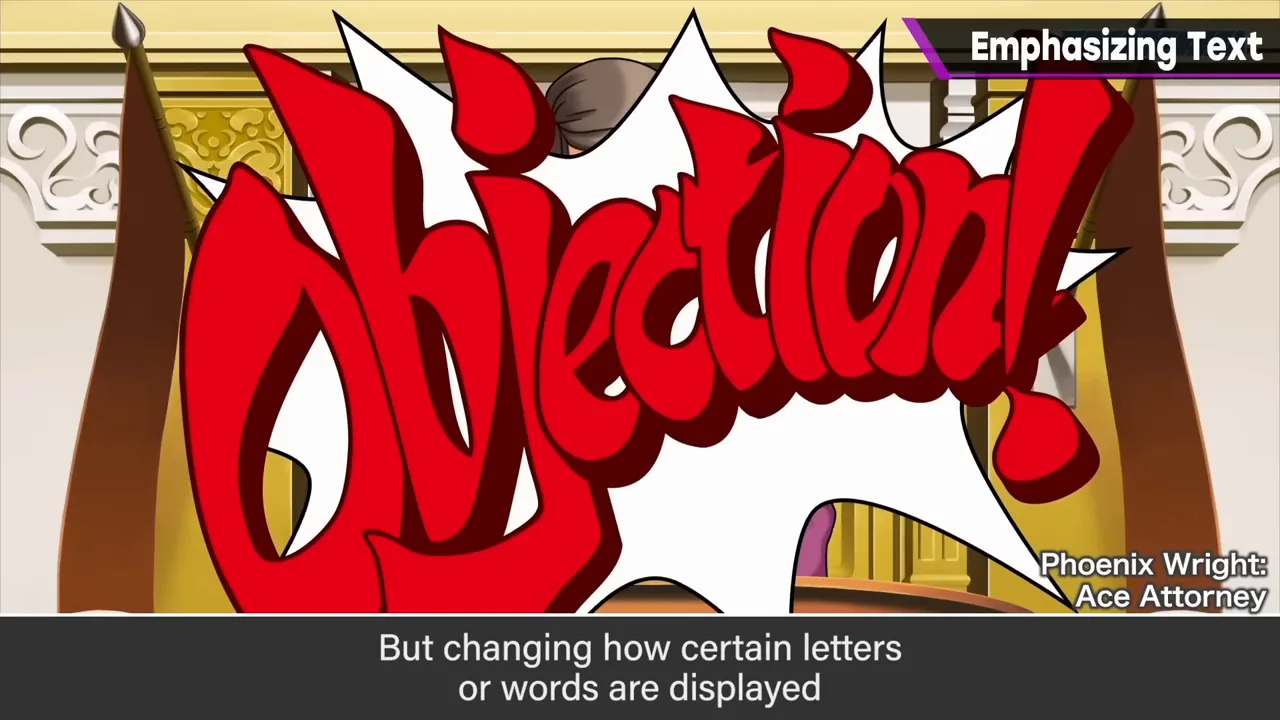 Emphasizing Text
Objection!
Phoenix Wright:
Ace Attorney
But changing how certain letters
or words are displayed